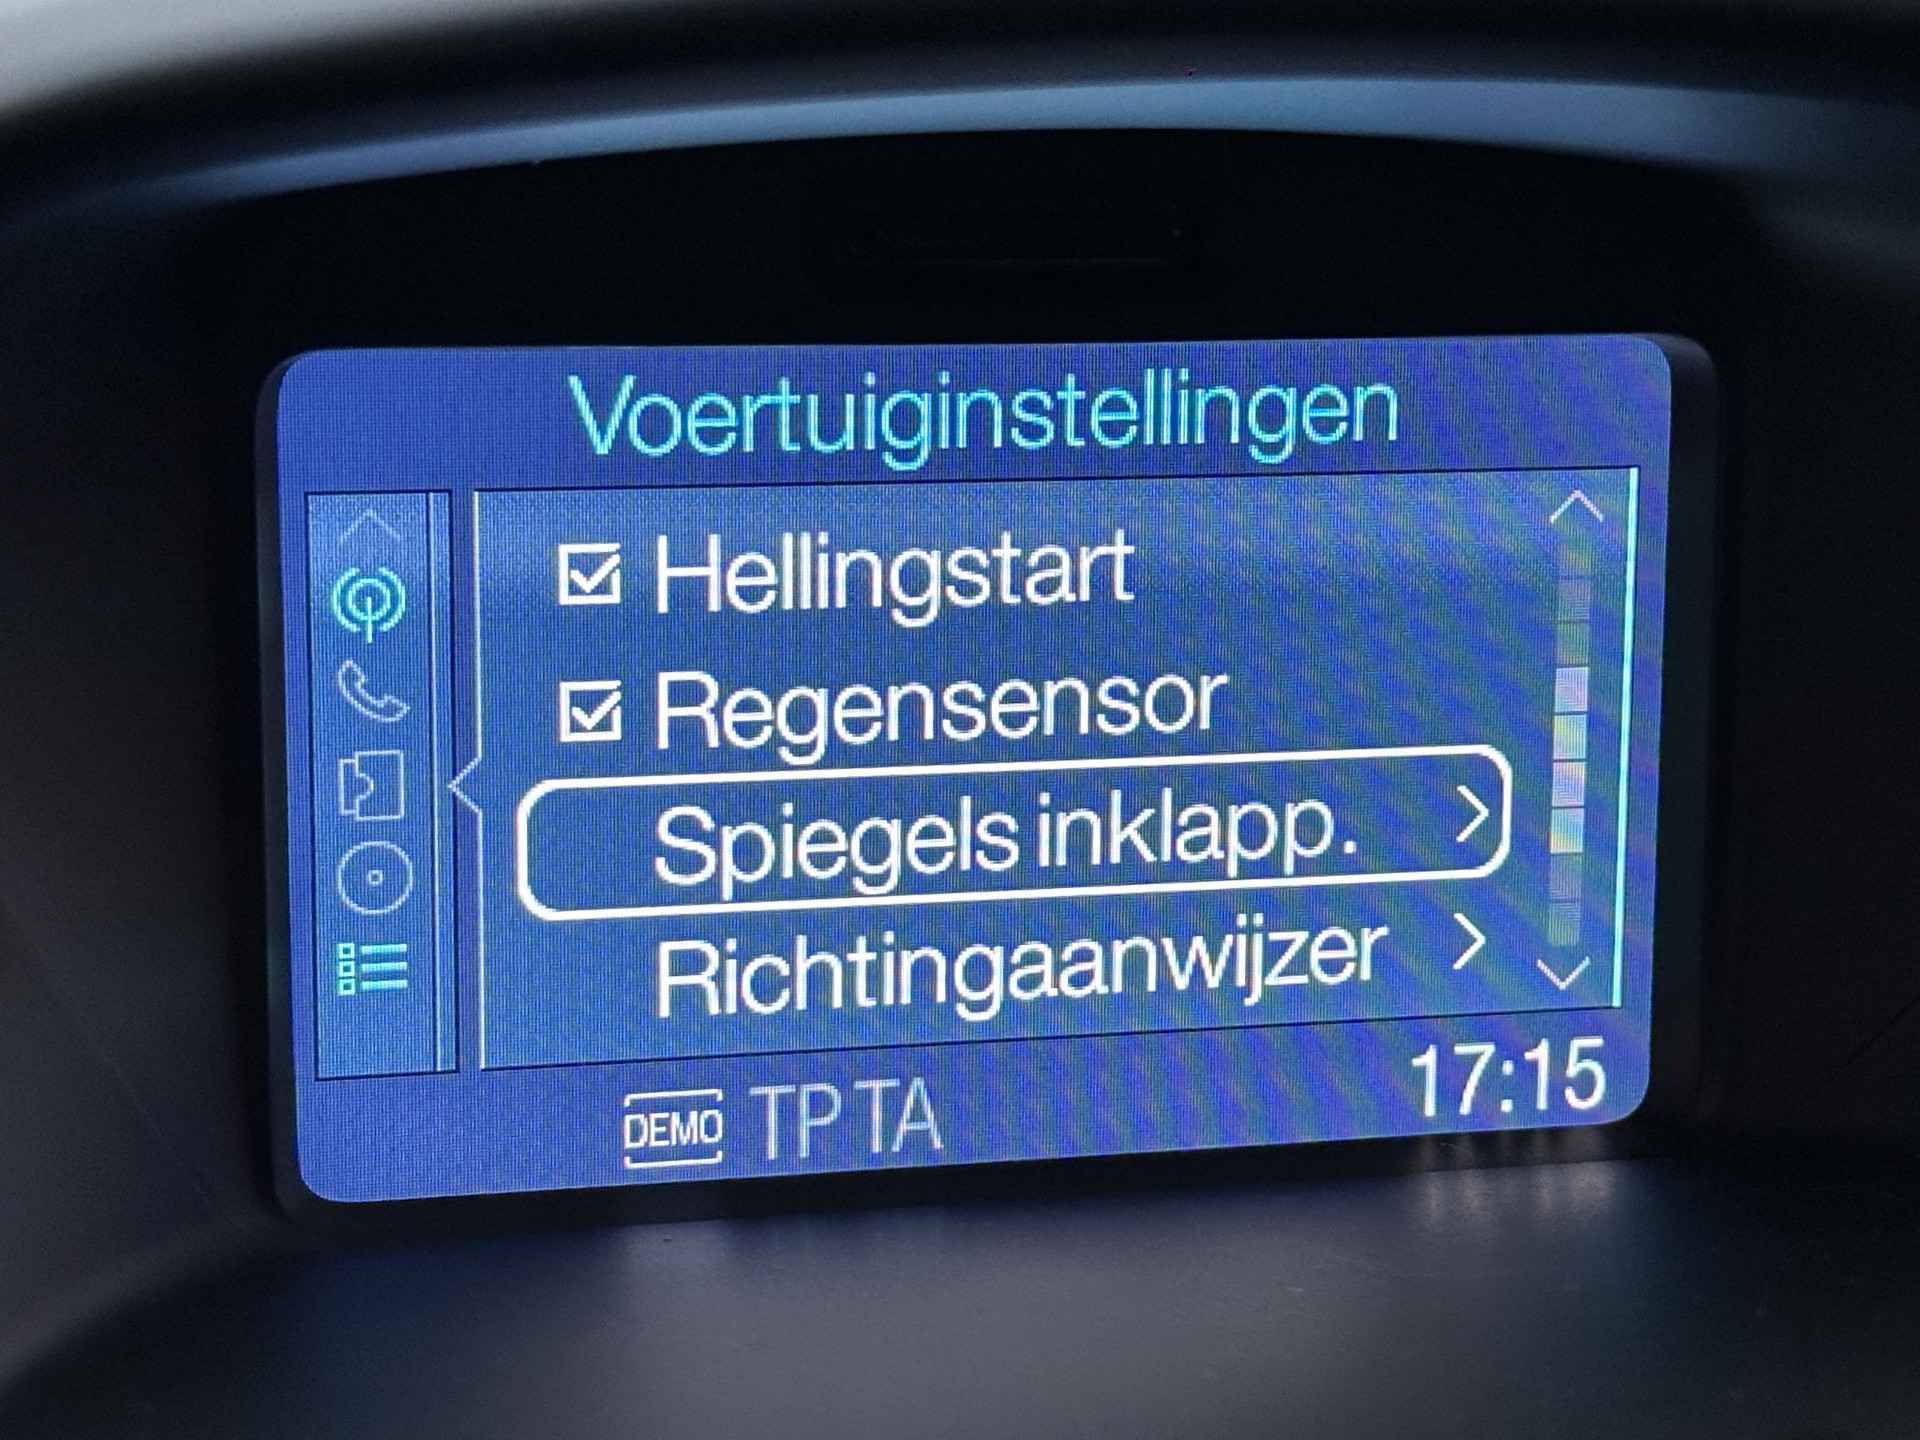 Voertuiginstellingen
Hellingstart
Regensensor
Spiegels inklapp.
Richtingaanwijzer
DEMO TP TA 17:15